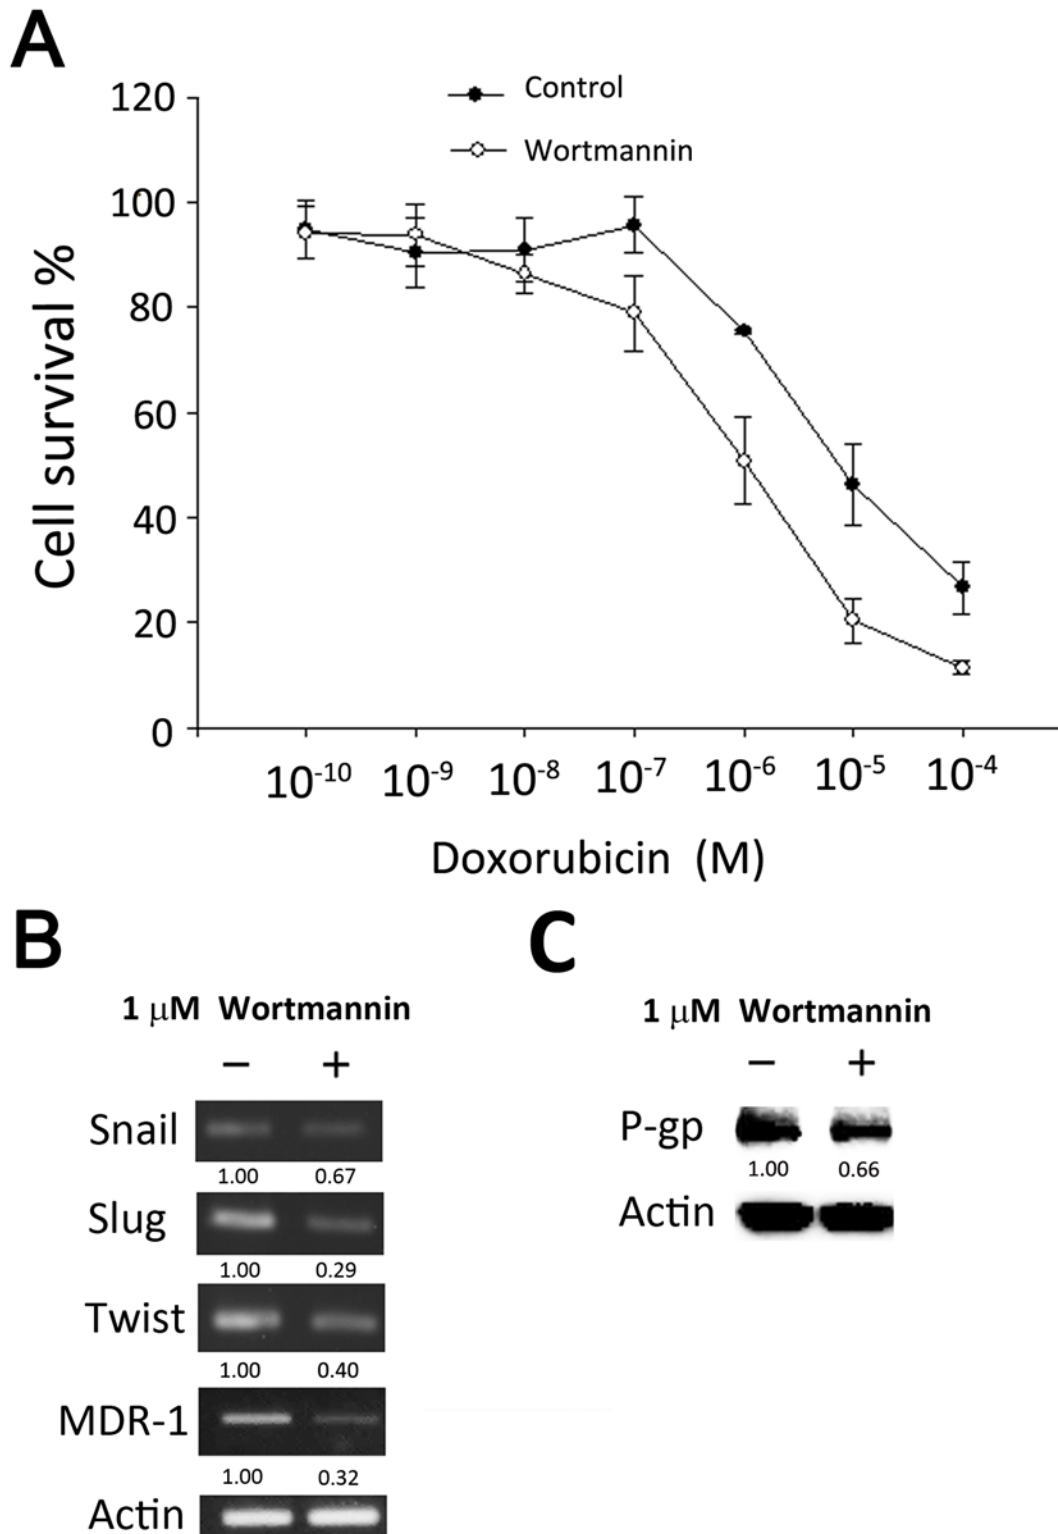 A
Control
Wortmannin
120
100
80
60
40
20
0
Cell survival %
10-10 10-9 10-8 10-7 10-6 10-5 10-4
Doxorubicin (M)
B
1 μM Wortmannin
− +
Snail
1.00 0.67
Slug
1.00 0.29
Twist
1.00 0.40
MDR-1
1.00 0.32
Actin
C
1 μM Wortmannin
− +
P-gp
1.00 0.66
Actin